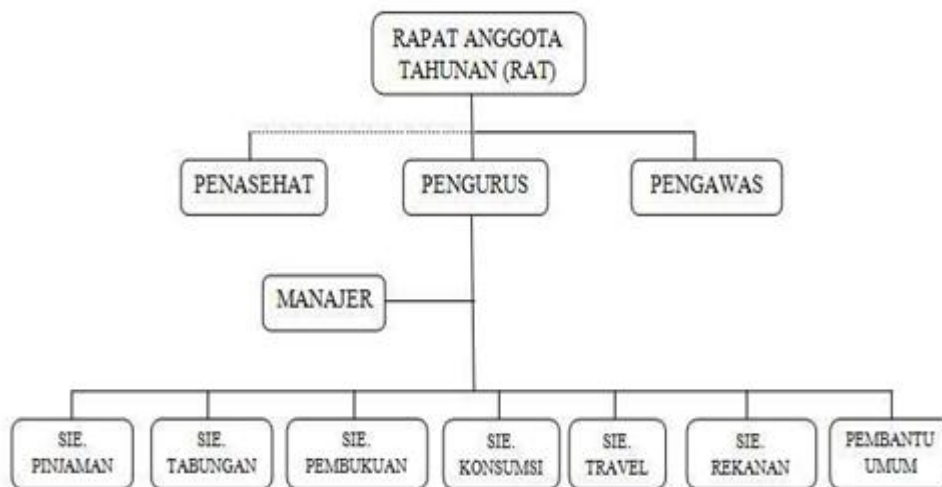 RAPAT ANGGOTA
TAHUNAN (RAT)
PENASEHAT
PENGURUS
PENGAWAS
MANAJER
SIE.
PINJAMAN
SIE.
TABUNGAN
SIE.
PEMBUKUAN
SIE.
KONSUMSI
SIE.
TRAVEL
SIE.
REKANAN
PEMBANTU
UMUM